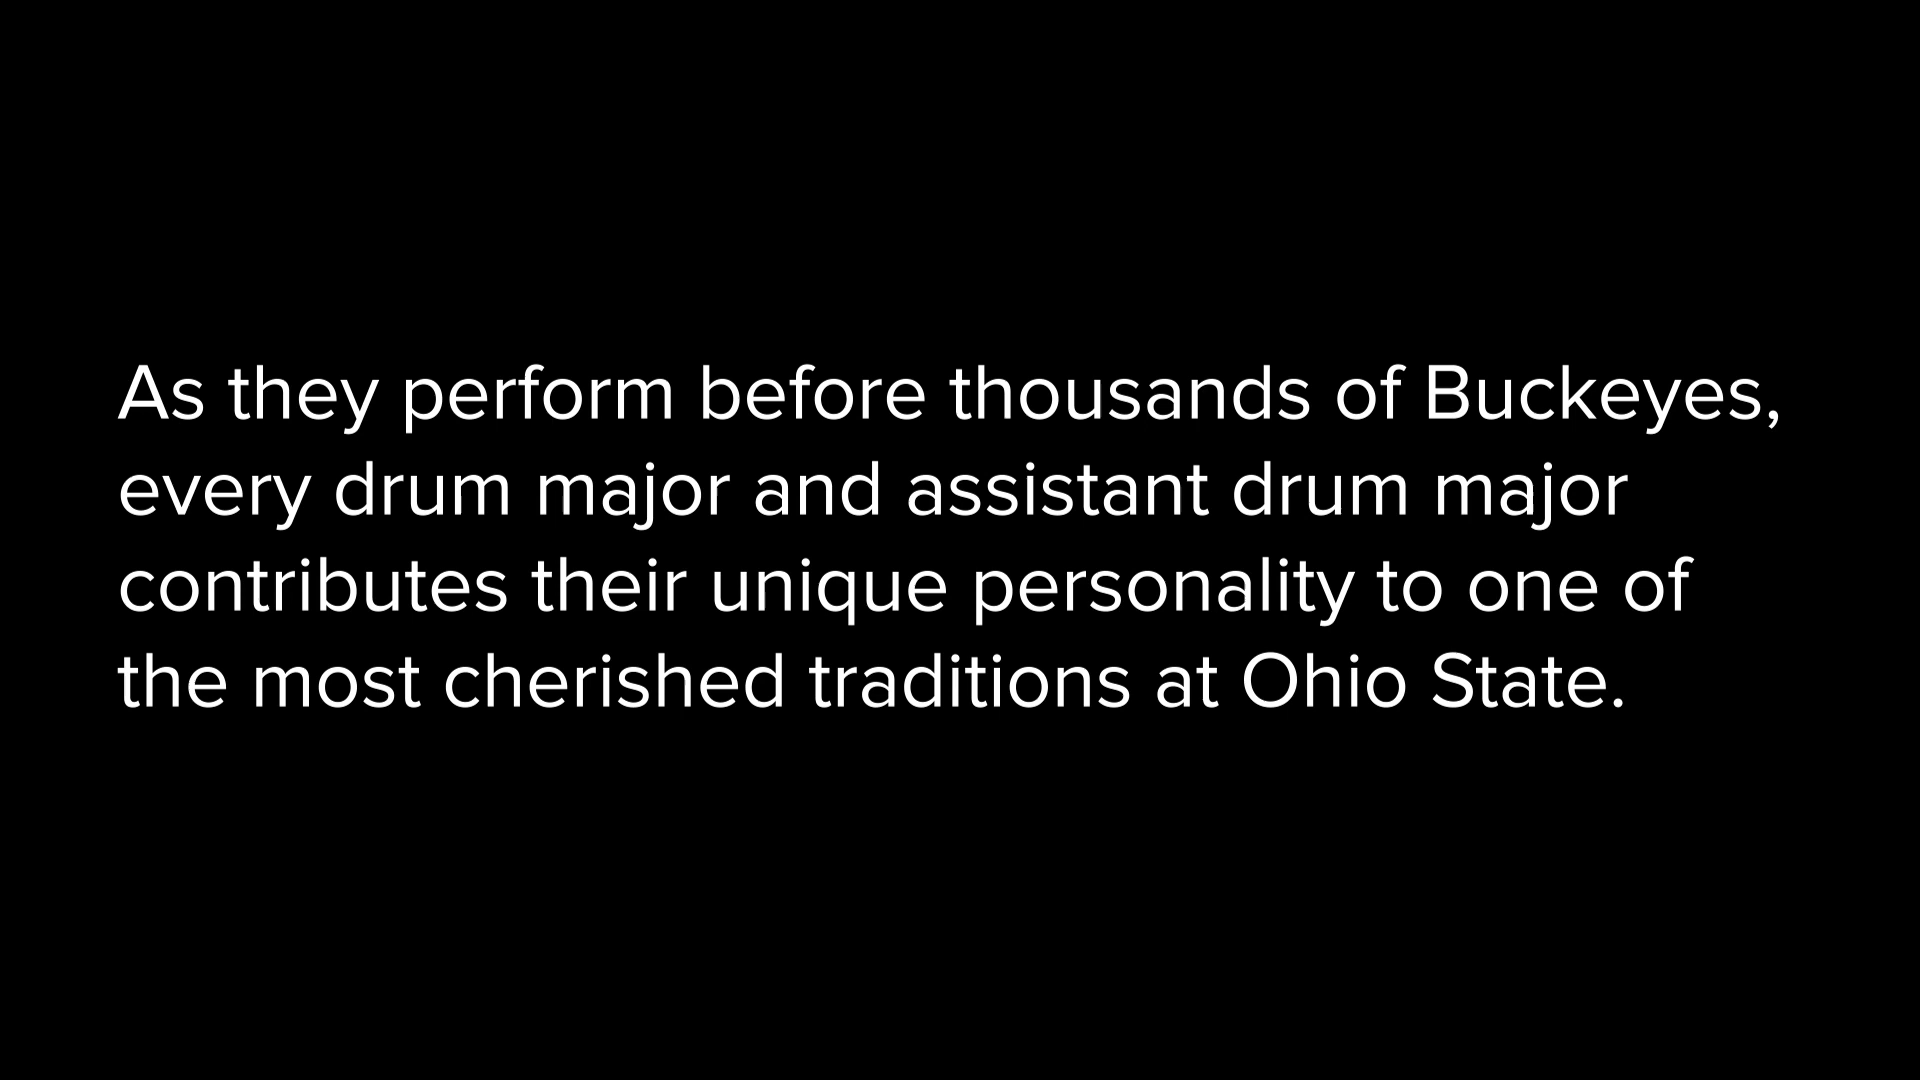 As they perform before thousands of Buckeyes,
every drum major and assistant drum major
contributes their unique personality to one of
the most cherished traditions at Ohio State.